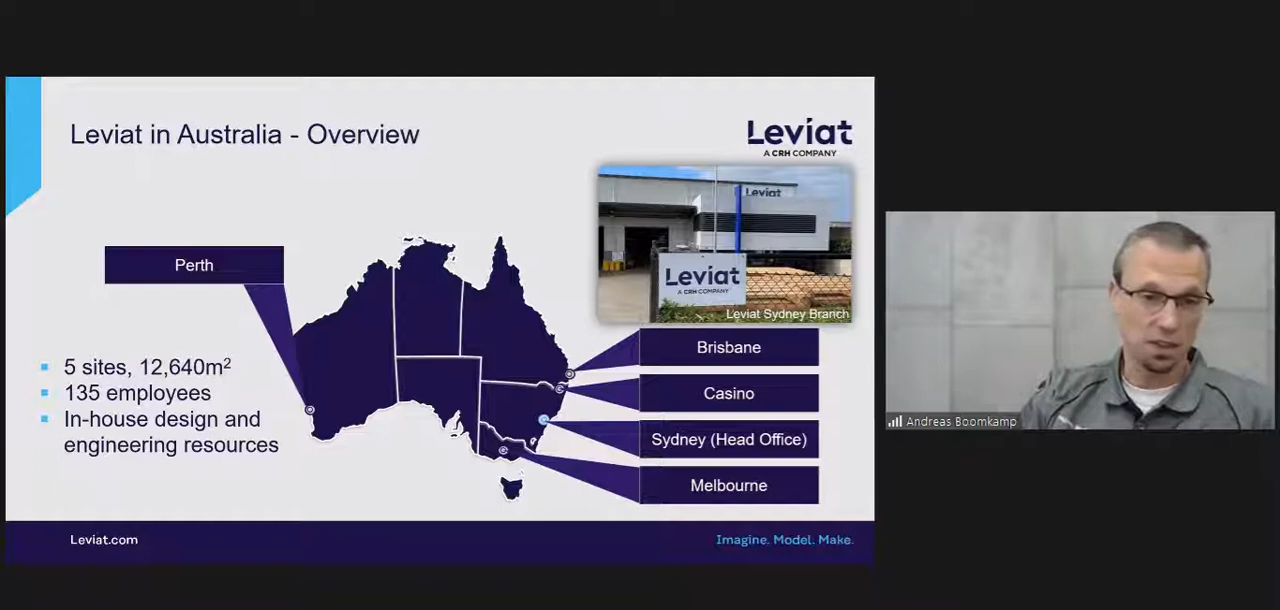 Leviat in Australia - Overview
Leviat
A CRH COMPANY
Leviat
Leviat
A CRH COMPANY
Leviat Sydney Branch
Perth
5 sites, 12,640m²
135 employees
In-house design and
engineering resources
Brisbane
Casino
Sydney (Head Office)
Melbourne
Leviat.com
Imagine. Model. Make.
Andreas Boomkamp